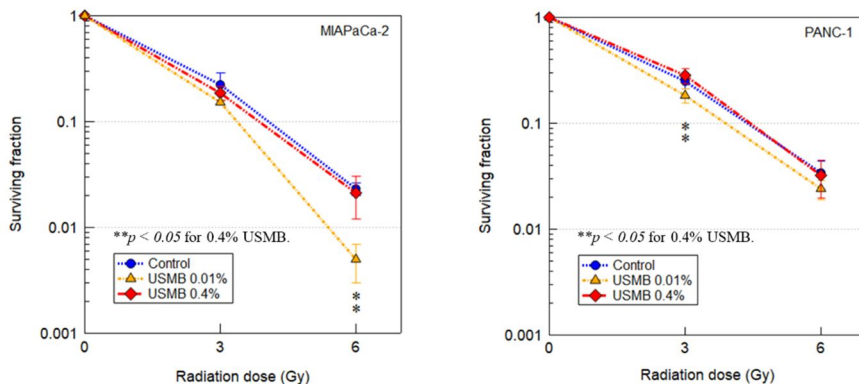 MIAPaCa-2
Surviving fraction
1
0.1
0.01
0.001
**p < 0.05 for 0.4% USMB.
Control
USMB 0.01%
USMB 0.4%
**
0 3 6
Radiation dose (Gy)
PANC-1
Surviving fraction
1
0.1
0.01
0.001
**
**p < 0.05 for 0.4% USMB.
Control
USMB 0.01%
USMB 0.4%
0 3 6
Radiation dose (Gy)